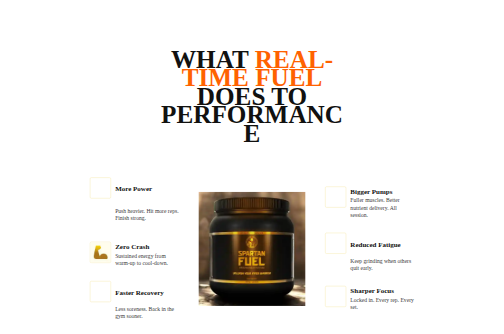 WHAT REAL-
TIME FUEL
DOES TO
PERFORMANC
E
More Power
Push heavier. Hit more reps.
Finish strong.
Zero Crash
Sustained energy from
warm-up to cool-down.
Faster Recovery
Less soreness. Back in the
gym sooner.
SPARTAN
FUEL
Bigger Pumps
Fuller muscles. Better
nutrient delivery. All
session.
Reduced Fatigue
Keep grinding when others
quit early.
Sharper Focus
Locked in. Every rep. Every
set.